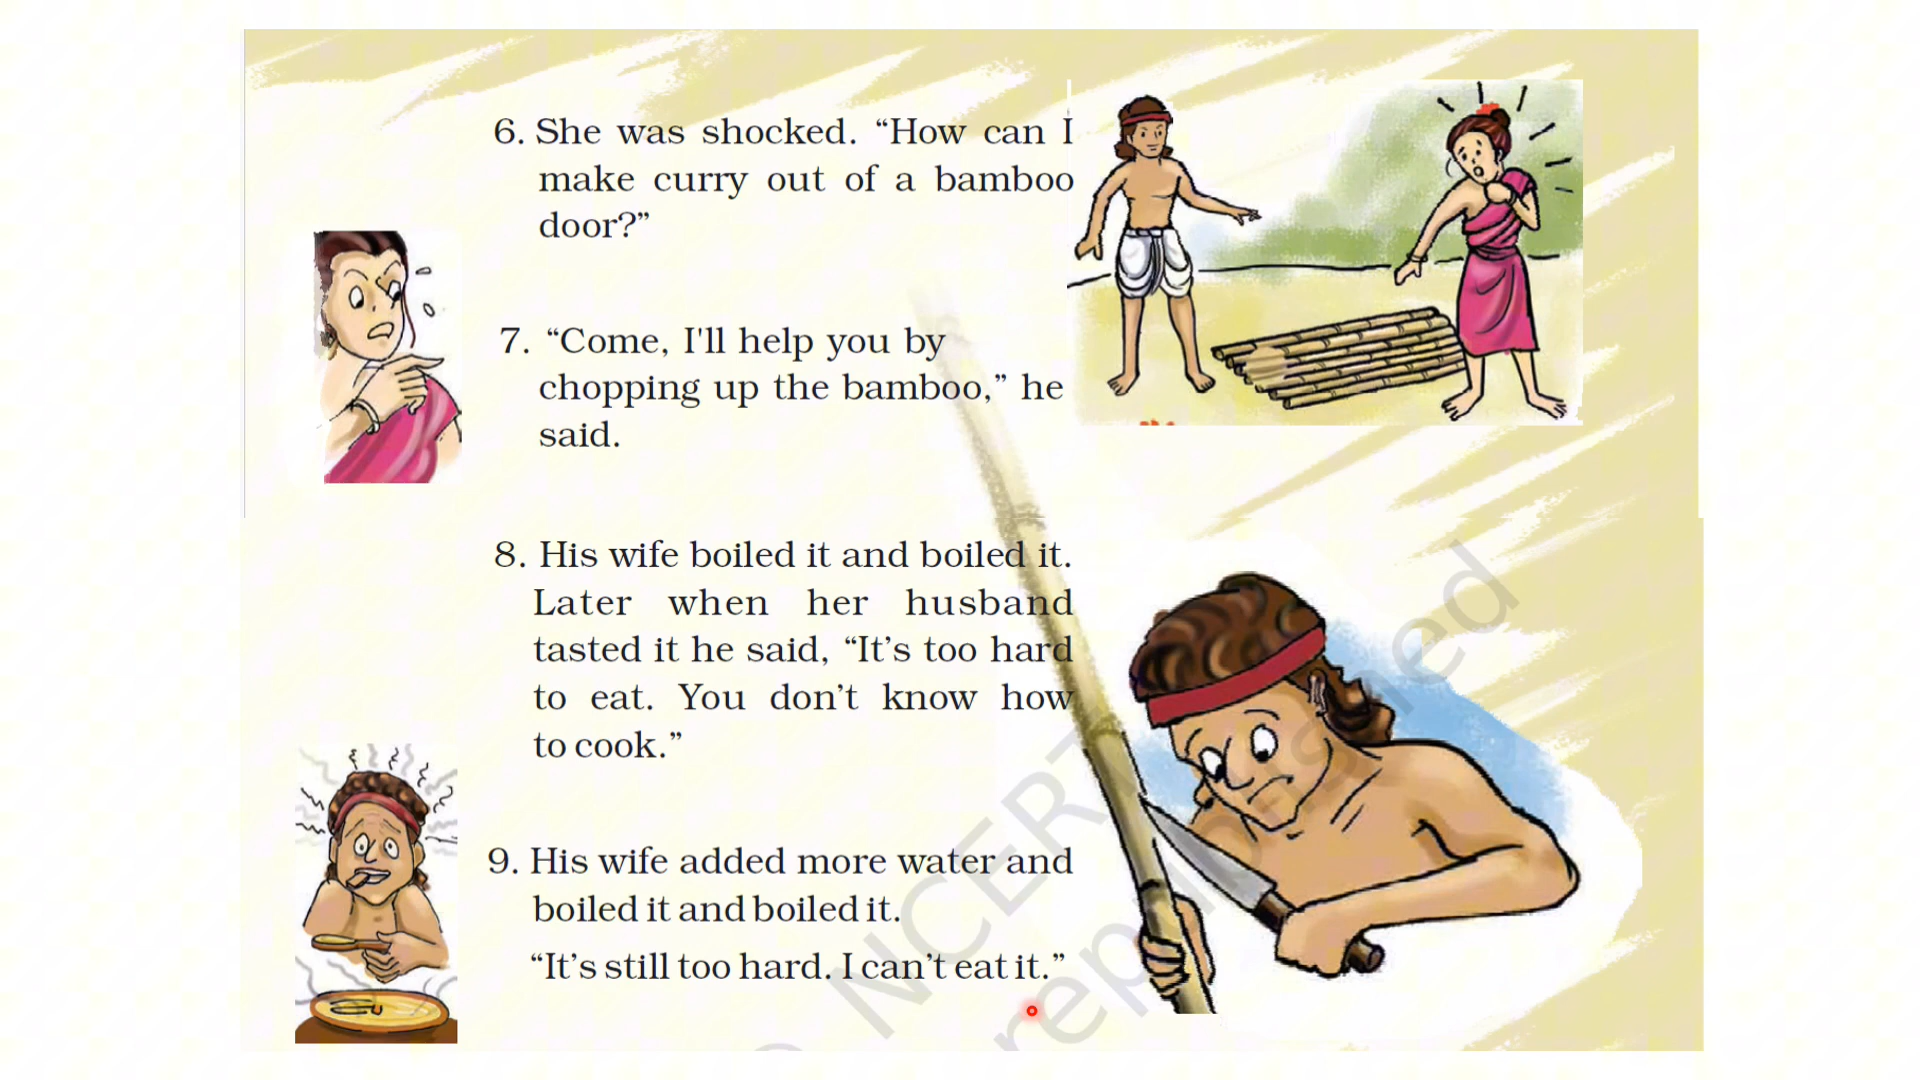 6. She was shocked. “How can I
make curry out of a bamboo
door?”
7. “Come, I'll help you by
chopping up the bamboo,” he
said.
8. His wife boiled it and boiled it.
Later when her husband
tasted it he said, “It’s too hard
to eat. You don’t know how
to cook.”
9. His wife added more water and
boiled it and boiled it.
“It’s still too hard. I can’t eat it.”
NCERT